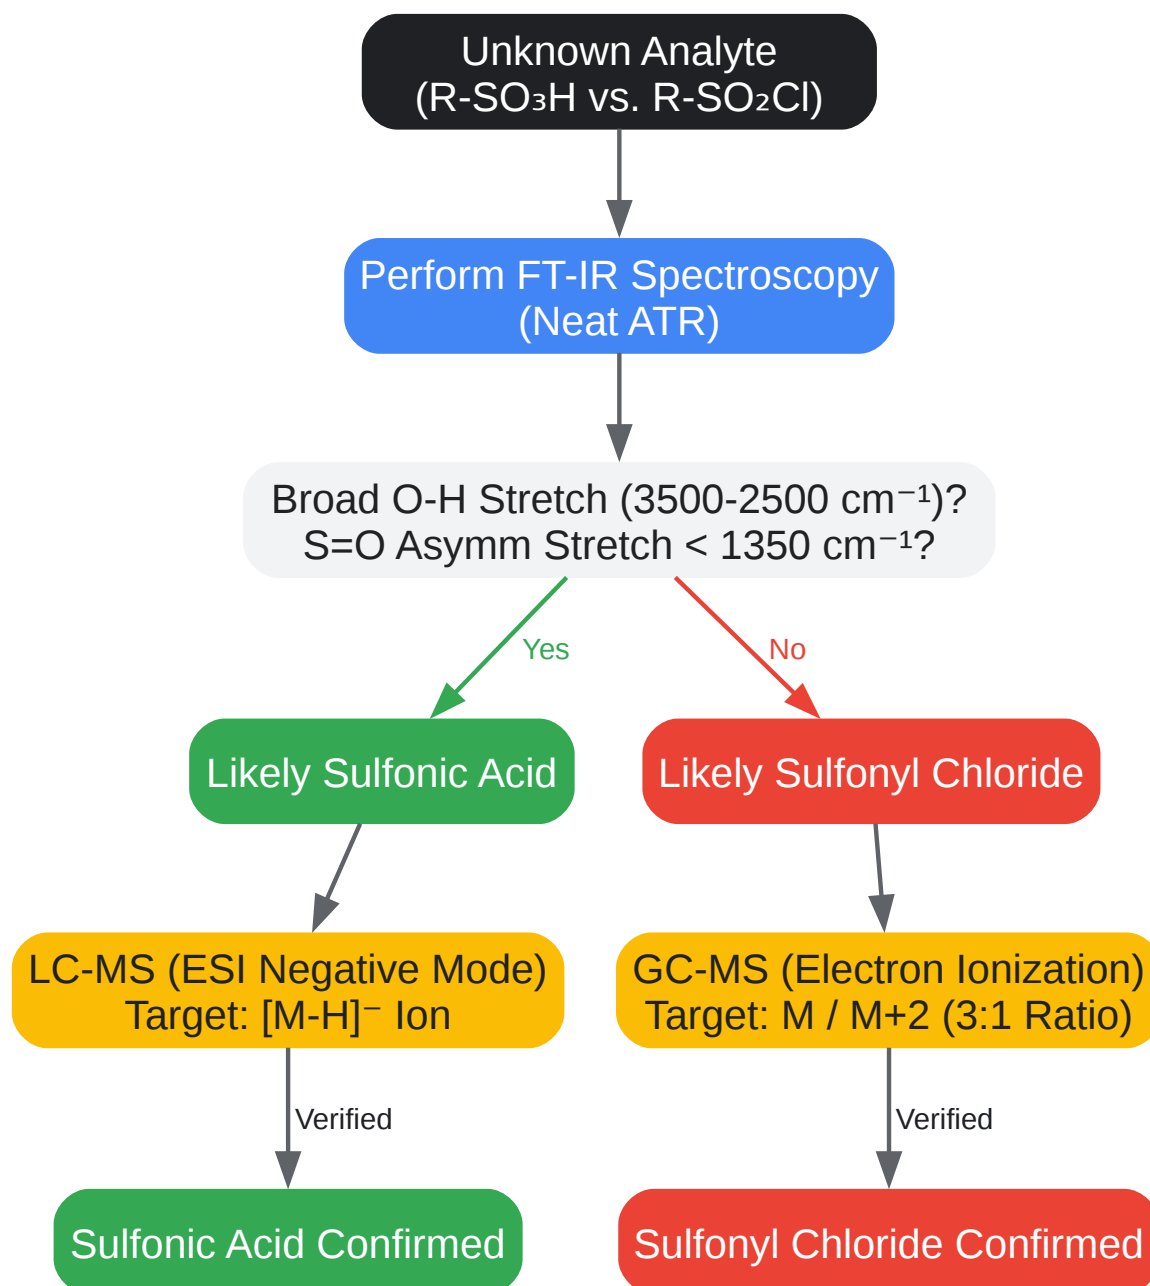 Unknown Analyte
(R-SO₃H vs. R-SO₂Cl)
Perform FT-IR Spectroscopy
(Neat ATR)
Broad O-H Stretch (3500-2500 cm⁻¹)?
S=O Asymm Stretch < 1350 cm⁻¹?
Yes
No
Likely Sulfonic Acid
Likely Sulfonyl Chloride
LC-MS (ESI Negative Mode)
Target: [M-H]⁻ Ion
GC-MS (Electron Ionization)
Target: M / M+2 (3:1 Ratio)
Verified
Verified
Sulfonic Acid Confirmed
Sulfonyl Chloride Confirmed